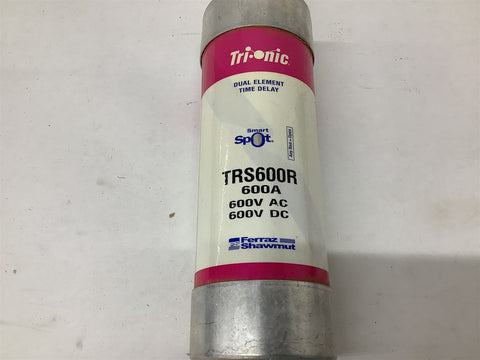 Tri-onic
DUAL ELEMENT
TIME DELAY
Smart
Spot
TRS600R
600A
600V AC
600V DC
Ferraz
Shawmut